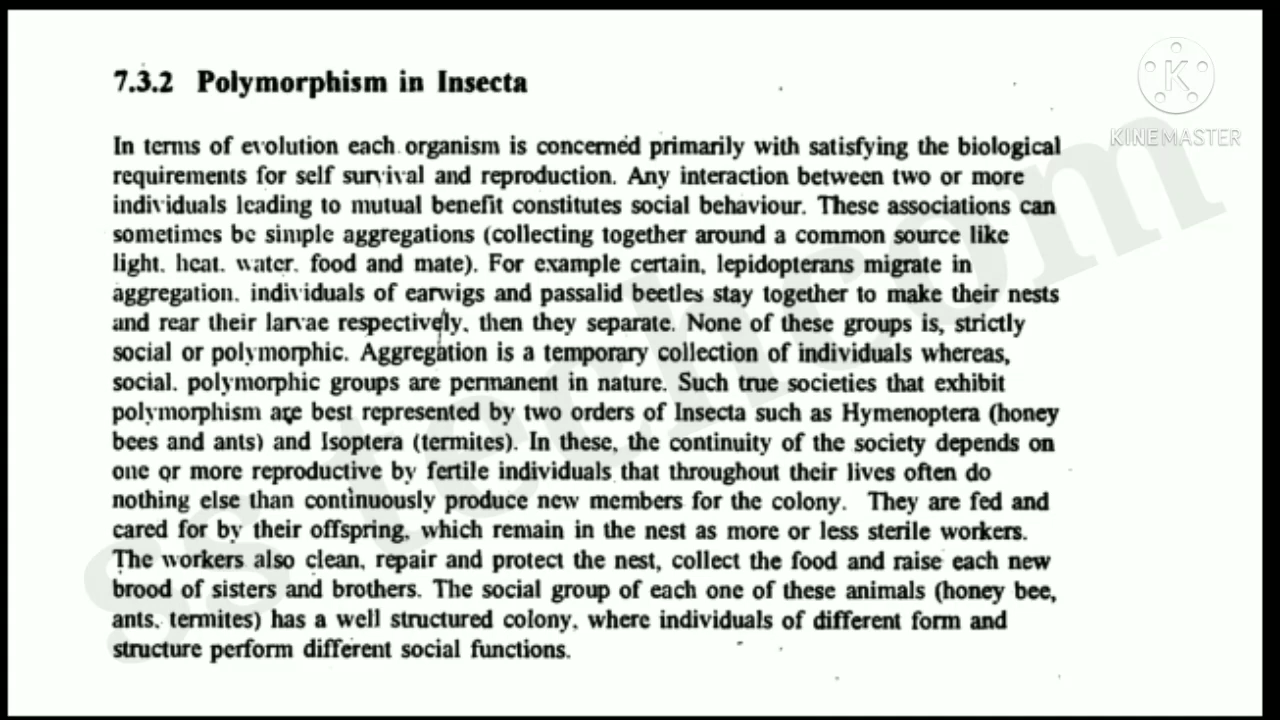 7.3.2 Polymorphism in Insecta
KINEMASTER
In terms of evolution each organism is concerned primarily with satisfying the biological
requirements for self survival and reproduction. Any interaction between two or more
individuals leading to mutual benefit constitutes social behaviour. These associations can
sometimes be simple aggregations (collecting together around a common source like
light, heat, water, food and mate). For example certain, lepidopterans migrate in
aggregation, individuals of earwigs and passalid beetles stay together to make their nests
and rear their larvae respectively, then they separate. None of these groups is, strictly
social or polymorphic. Aggregation is a temporary collection of individuals whereas,
social, polymorphic groups are permanent in nature. Such true societies that exhibit
polymorphism are best represented by two orders of Insecta such as Hymenoptera (honey
bees and ants) and Isoptera (termites). In these, the continuity of the society depends on
one or more reproductive by fertile individuals that throughout their lives often do
nothing else than continuously produce new members for the colony. They are fed and
cared for by their offspring, which remain in the nest as more or less sterile workers.
The workers also clean, repair and protect the nest, collect the food and raise each new
brood of sisters and brothers. The social group of each one of these animals (honey bee,
ants, termites) has a well structured colony, where individuals of different form and
structure perform different social functions.